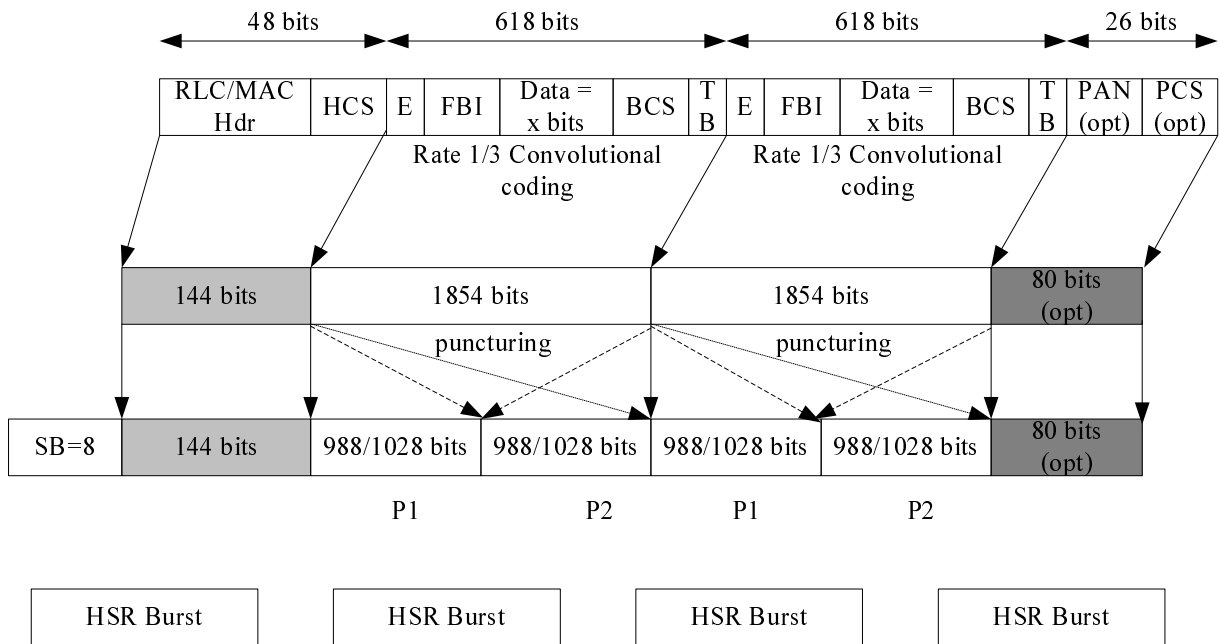 48 bits 618 bits 618 bits 26 bits
RLC/MAC Hdr HCS E FBI Data = x bits BCS TB E FBI Data = x bits BCS TB PAN (opt) PCS (opt)
Rate 1/3 Convolutional coding Rate 1/3 Convolutional coding
144 bits 1854 bits 1854 bits 80 bits (opt)
puncturing puncturing
SB=8 144 bits 988/1028 bits 988/1028 bits 988/1028 bits 988/1028 bits 80 bits (opt)
P1 P2 P1 P2
HSR Burst HSR Burst HSR Burst HSR Burst